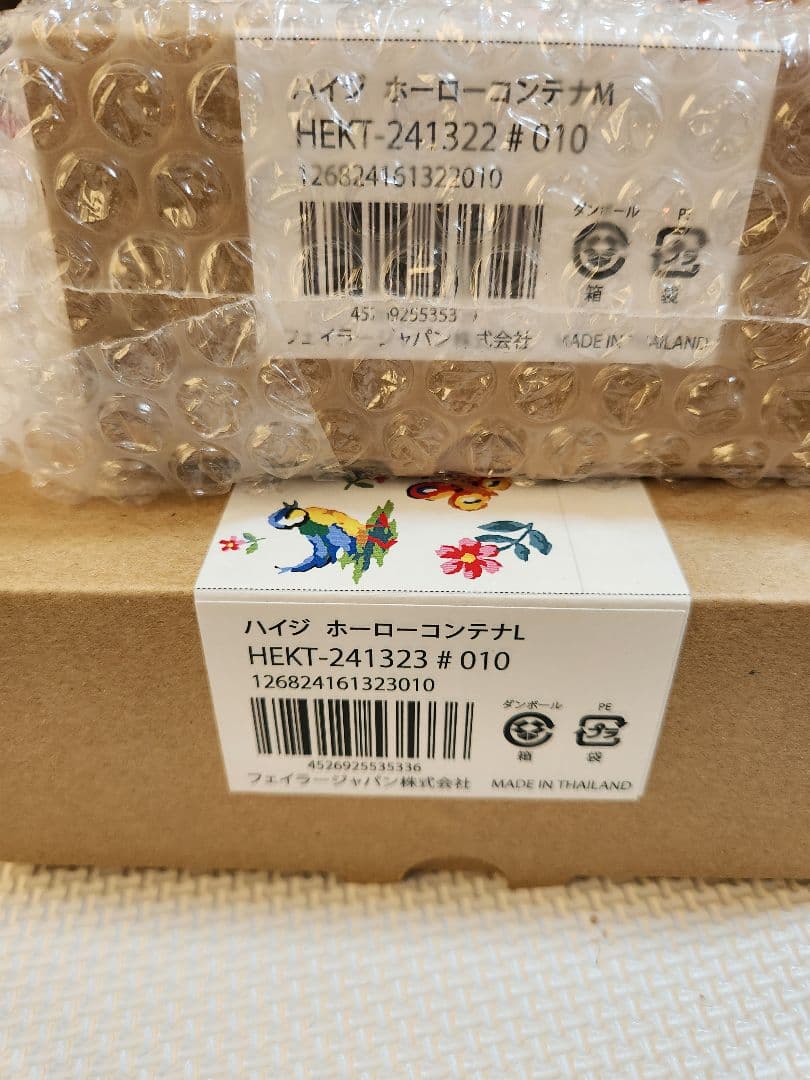 ハイジ ホーローコンテナM
HEKT-241322 # 010
126824161322010
ダンボール PE
プラ
箱 袋
フェイラージャパン株式会社 MADE IN THAILAND
ハイジ ホーローコンテナL
HEKT-241323 # 010
126824161323010
ダンボール PE
プラ
箱 袋
4526925535336
フェイラージャパン株式会社 MADE IN THAILAND